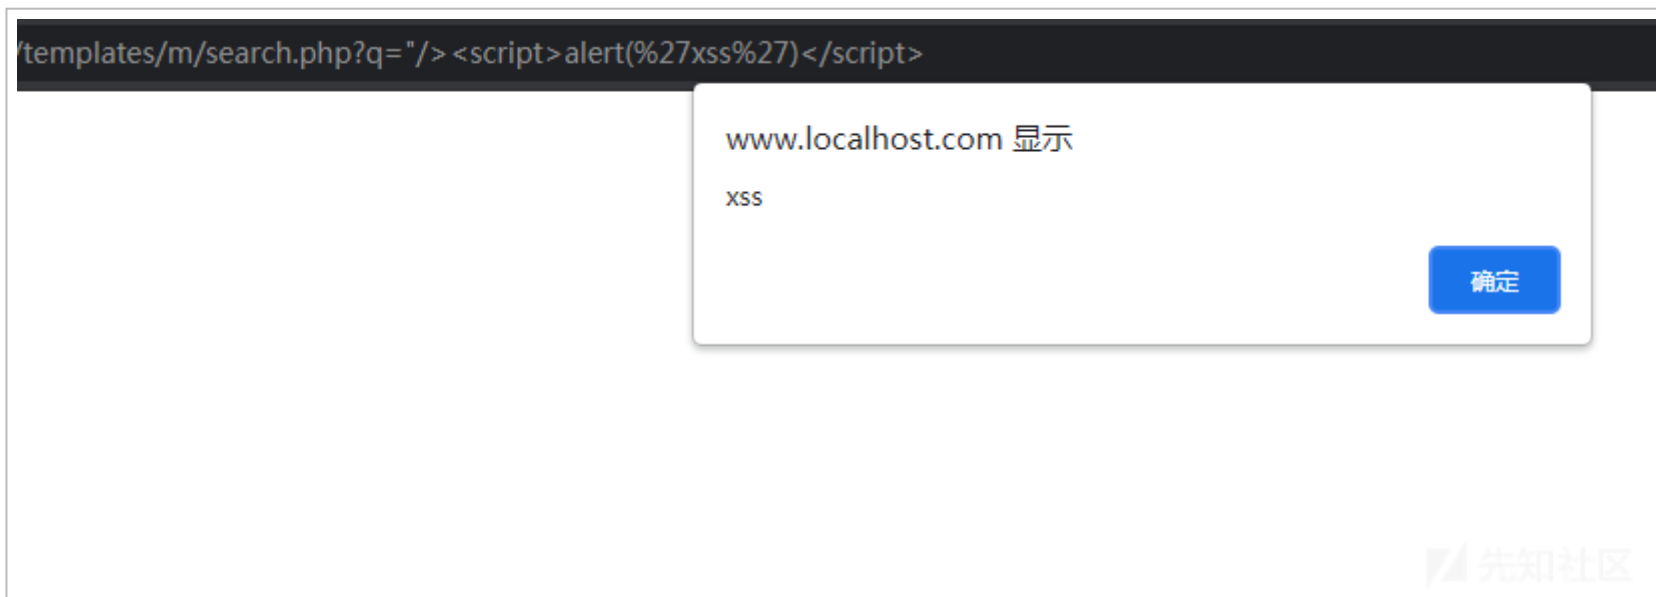 /templates/m/search.php?q="/><script>alert(%27xss%27)</script>
www.localhost.com 显示
xss
确定
先知社区